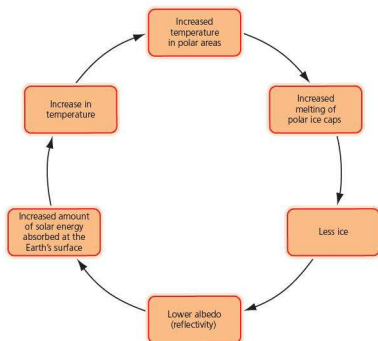 Increased
temperature
in polar areas
Increased
melting of
polar ice caps
Less ice
Lower albedo
(reflectivity)
Increased amount
of solar energy
absorbed at the
Earth's surface
Increase in
temperature